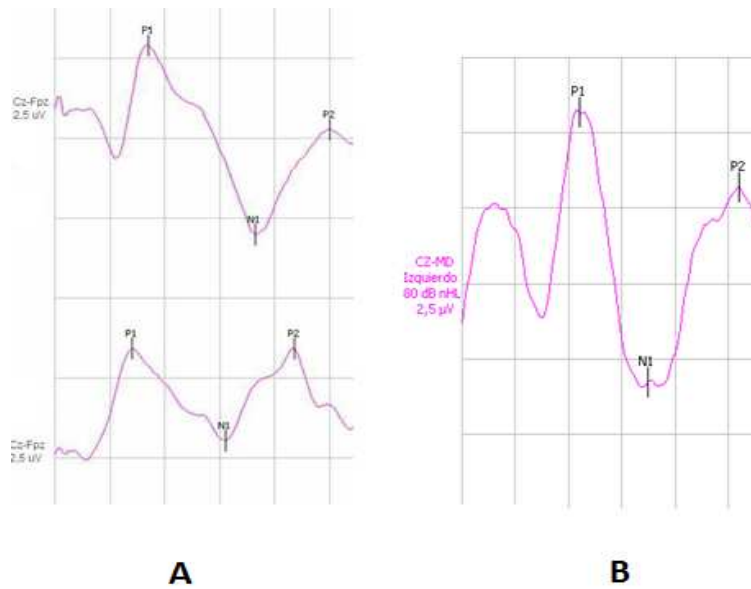 P1
Cz-Fpz
2.5 uV
P2
N1
P1
P2
N1
Cz-Fpz
2.5 uV
A
P1
P2
CZ-MD
Izquierdo
80 dB nHL
2,5 µV
N1
B